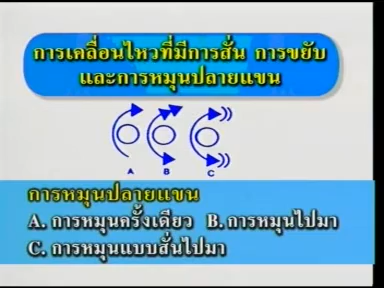 การเคลื่อนไหวที่มีการสั่น การขยับ
และการหมุนปลายแขน
A B C
การหมุนปลายแขน
A. การหมุนครั้งเดียว B. การหมุนไปมา
C. การหมุนแบบสั่นไปมา